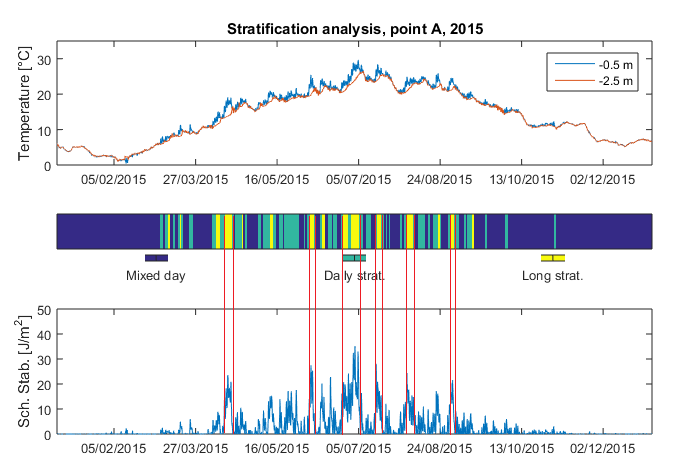 Stratification analysis, point A, 2015
Temperature [°C]
30
20
10
0
-0.5 m
-2.5 m
05/02/2015 27/03/2015 16/05/2015 05/07/2015 24/08/2015 13/10/2015 02/12/2015
Mixed day Daily strat. Long strat.
Sch. Stab. [J/m²]
50
40
30
20
10
0
05/02/2015 27/03/2015 16/05/2015 05/07/2015 24/08/2015 13/10/2015 02/12/2015